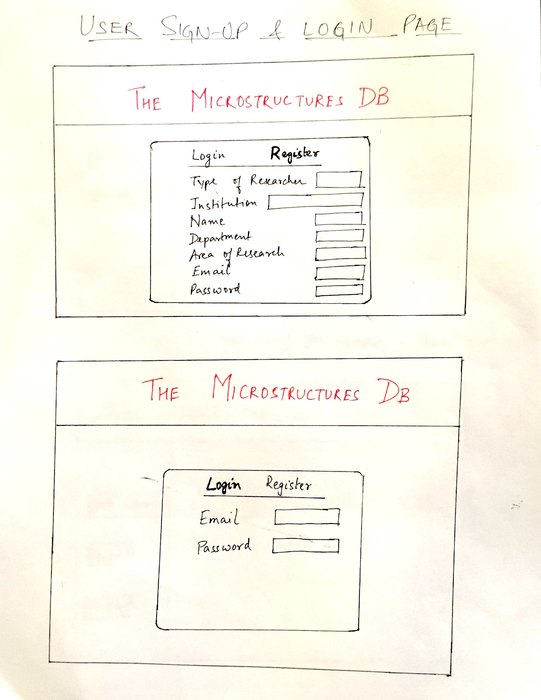 USER SIGN-UP & LOGIN PAGE
THE MICROSTRUCTURES DB
Login Register
Type of Researcher
Institution
Name
Department
Area of Research
Email
Password
THE MICROSTRUCTURES DB
Login Register
Email
Password